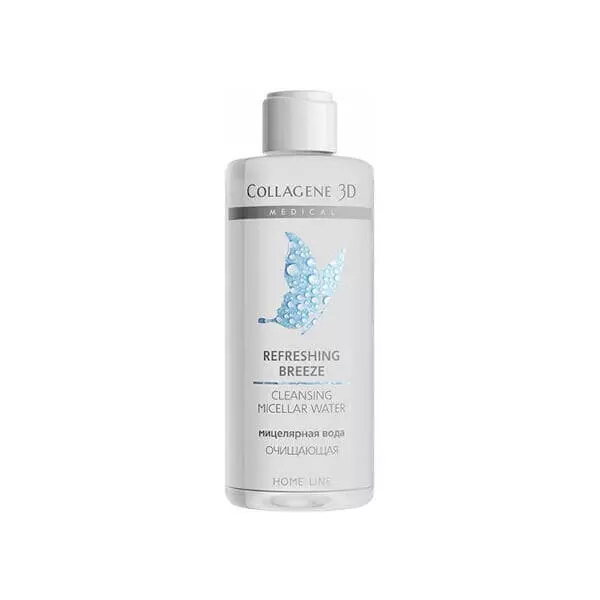 COLLAGENE 3D
MEDICAL
REFRESHING
BREEZE
CLEANSING
MICELLAR WATER
мицелярная вода
ОЧИЩАЮЩАЯ
HOME LINE